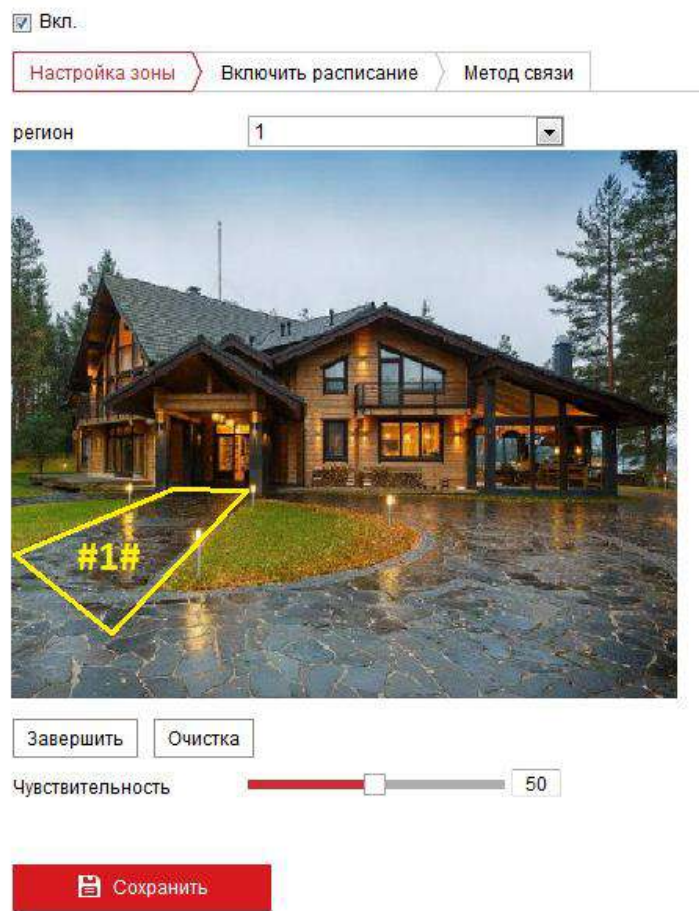 Вкл.
Настройка зоны Включить расписание Метод связи
регион 1
#1#
Завершить Очистка
Чувствительность 50
Сохранить